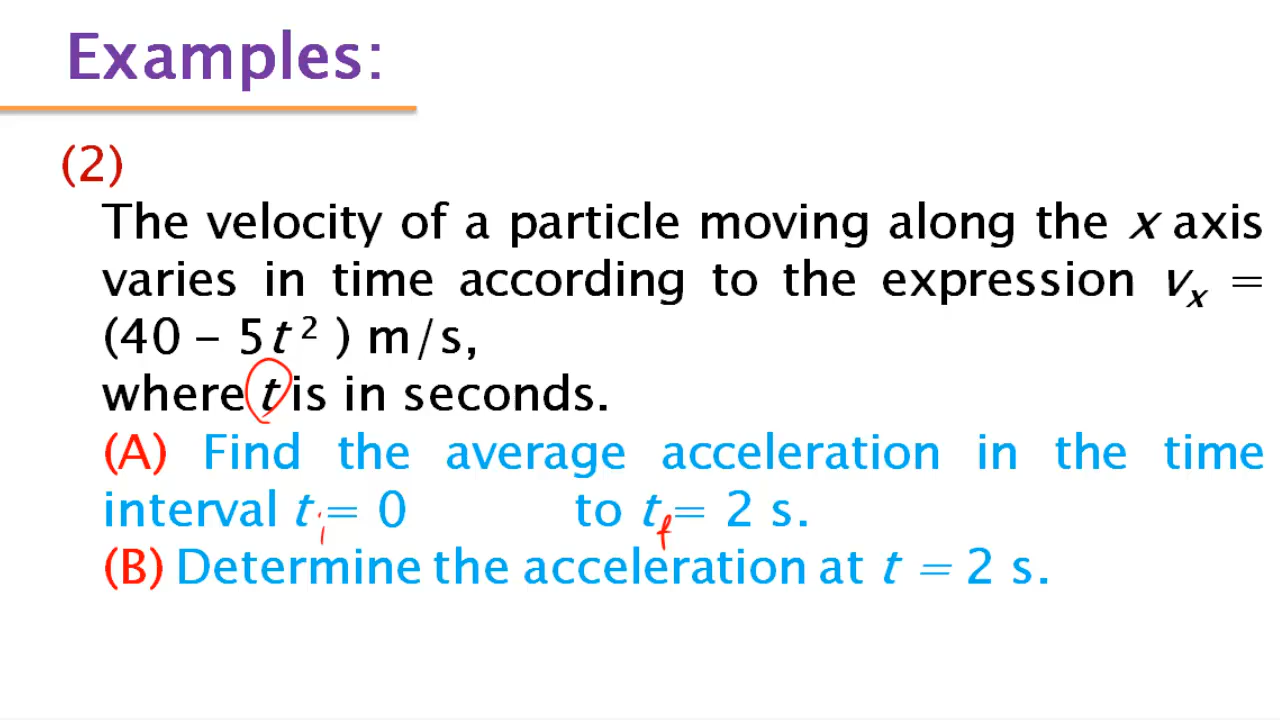 Examples:
(2)
The velocity of a particle moving along the x axis
varies in time according to the expression vₓ =
(40 – 5t² ) m/s,
where t is in seconds.
(A) Find the average acceleration in the time
interval t i = 0 to t f = 2 s.
(B) Determine the acceleration at t = 2 s.